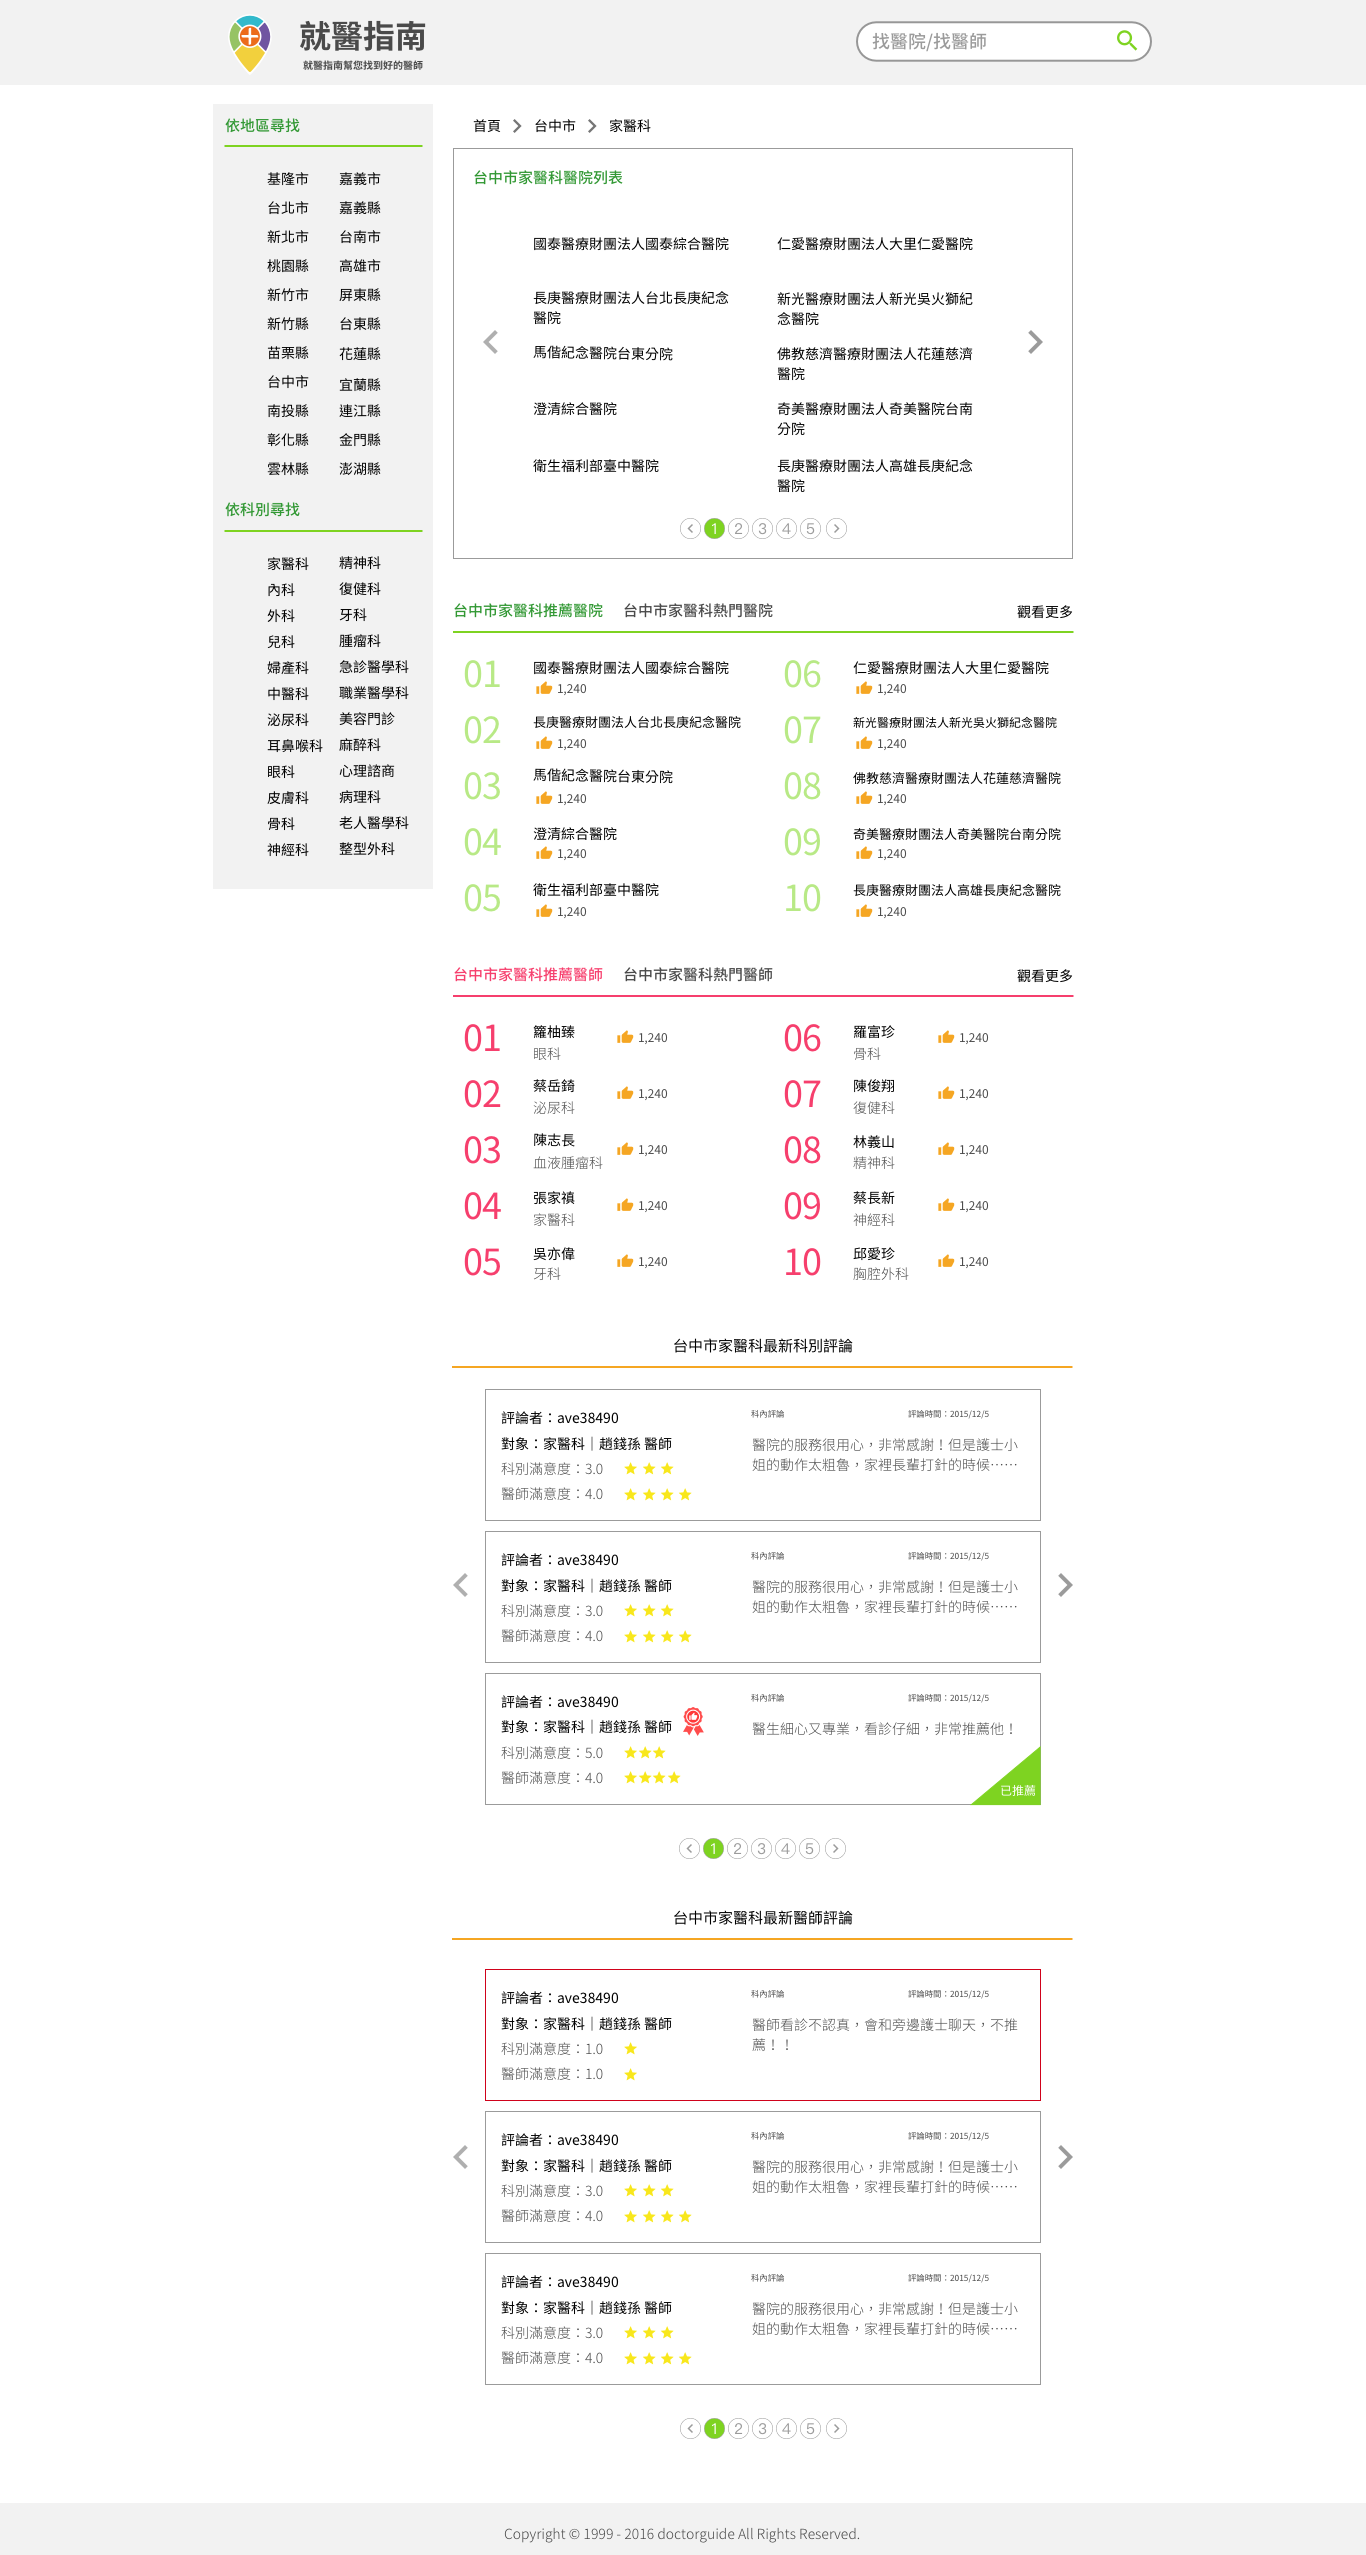 就醫指南
就醫指南幫您找到好的醫師
找醫院/找醫師
依地區尋找
基隆市 嘉義市
台北市 嘉義縣
新北市 台南市
桃園縣 高雄市
新竹市 屏東縣
新竹縣 台東縣
苗栗縣 花蓮縣
台中市 宜蘭縣
南投縣 連江縣
彰化縣 金門縣
雲林縣 澎湖縣
依科別尋找
家醫科 精神科
內科 復健科
外科 牙科
兒科 腫瘤科
婦產科 急診醫學科
中醫科 職業醫學科
泌尿科 美容門診
耳鼻喉科 麻醉科
眼科 心理諮商
皮膚科 病理科
骨科 老人醫學科
神經科 整型外科
首頁 台中市 家醫科
台中市家醫科醫院列表
國泰醫療財團法人國泰綜合醫院 仁愛醫療財團法人大里仁愛醫院
長庚醫療財團法人台北長庚紀念
醫院
新光醫療財團法人新光吳火獅紀
念醫院
馬偕紀念醫院台東分院
佛教慈濟醫療財團法人花蓮慈濟
醫院
澄清綜合醫院
奇美醫療財團法人奇美醫院台南
分院
衛生福利部臺中醫院
長庚醫療財團法人高雄長庚紀念
醫院
1 2 3 4 5
台中市家醫科推薦醫院 台中市家醫科熱門醫院 觀看更多
01 國泰醫療財團法人國泰綜合醫院
1,240
02 長庚醫療財團法人台北長庚紀念醫院
1,240
03 馬偕紀念醫院台東分院
1,240
04 澄清綜合醫院
1,240
05 衛生福利部臺中醫院
1,240
06 仁愛醫療財團法人大里仁愛醫院
1,240
07 新光醫療財團法人新光吳火獅紀念醫院
1,240
08 佛教慈濟醫療財團法人花蓮慈濟醫院
1,240
09 奇美醫療財團法人奇美醫院台南分院
1,240
10 長庚醫療財團法人高雄長庚紀念醫院
1,240
台中市家醫科推薦醫師 台中市家醫科熱門醫師 觀看更多
01 籮柚臻 1,240
眼科
02 蔡岳錡 1,240
泌尿科
03 陳志長 1,240
血液腫瘤科
04 張家禛 1,240
家醫科
05 吳亦偉 1,240
牙科
06 羅富珍 1,240
骨科
07 陳俊翔 1,240
復健科
08 林義山 1,240
精神科
09 蔡長新 1,240
神經科
10 邱愛珍 1,240
胸腔外科
台中市家醫科最新科別評論
評論者：ave38490
對象：家醫科｜趙錢孫 醫師
科別滿意度：3.0
醫師滿意度：4.0
科內評論 評論時間：2015/12/5
醫院的服務很用心，非常感謝！但是護士小
姐的動作太粗魯，家裡長輩打針的時候⋯⋯
評論者：ave38490
對象：家醫科｜趙錢孫 醫師
科別滿意度：3.0
醫師滿意度：4.0
科內評論 評論時間：2015/12/5
醫院的服務很用心，非常感謝！但是護士小
姐的動作太粗魯，家裡長輩打針的時候⋯⋯
評論者：ave38490
對象：家醫科｜趙錢孫 醫師
科別滿意度：5.0
醫師滿意度：4.0
科內評論 評論時間：2015/12/5
醫生細心又專業，看診仔細，非常推薦他！
已推薦
1 2 3 4 5
台中市家醫科最新醫師評論
評論者：ave38490
對象：家醫科｜趙錢孫 醫師
科別滿意度：1.0
醫師滿意度：1.0
科內評論 評論時間：2015/12/5
醫師看診不認真，會和旁邊護士聊天，不推
薦！！
評論者：ave38490
對象：家醫科｜趙錢孫 醫師
科別滿意度：3.0
醫師滿意度：4.0
科內評論 評論時間：2015/12/5
醫院的服務很用心，非常感謝！但是護士小
姐的動作太粗魯，家裡長輩打針的時候⋯⋯
評論者：ave38490
對象：家醫科｜趙錢孫 醫師
科別滿意度：3.0
醫師滿意度：4.0
科內評論 評論時間：2015/12/5
醫院的服務很用心，非常感謝！但是護士小
姐的動作太粗魯，家裡長輩打針的時候⋯⋯
1 2 3 4 5
Copyright © 1999 - 2016 doctorguide All Rights Reserved.